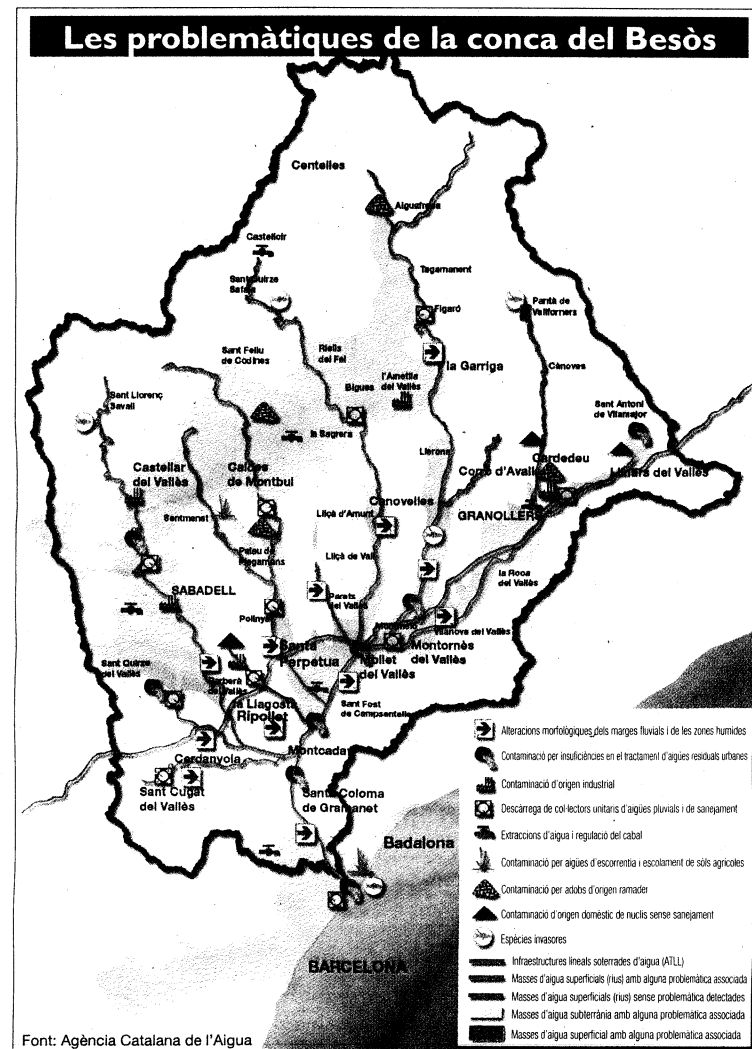 Les problemàtiques de la conca del Besòs
Centelles
Aiguafreda
Castellcir
Tagamanent
Sant Quirze
Safaja
Figaró
Pantà de
Vallforners
Sant Feliu
de Codines
Riells
del Fai
la Garriga
Cànoves
l'Ametlla
del Vallès
Bigues
Sant Llorenç
Savall
Sant Antoni
de Vilamajor
la Sagrera
Llerona
Cardedeu
Castellar
del Vallès
Caldes
de Montbui
Corró d'Avall
Llinars del Vallès
Canovelles
Sentmenat
Lliçà d'Amunt
GRANOLLERS
Palau de
Plegamans
Lliçà de Vall
la Roca
del Vallès
SABADELL
Parets
del Vallès
Polinyà
Vilanova del Vallès
Santa
Perpètua
Mollet
del Vallès
Montornès
del Vallès
Sant Quirze
del Vallès
Barberà
del Vallès
la Llagosta
Ripollet
Sant Fost
de Campsentelles
Montcada
Cerdanyola
Sant Cugat
del Vallès
Santa Coloma
de Gramanet
Badalona
BARCELONA
Alteracions morfològiques dels marges fluvials i de les zones humides
Contaminació per insuficiències en el tractament d'aigües residuals urbanes
Contaminació d'origen industrial
Descàrrega de col·lectors unitaris d'aigües pluvials i de sanejament
Extraccions d'aigua i regulació del cabal
Contaminació per aigües d'escorrentia i escolament de sòls agrícoles
Contaminació per adobs d'origen ramader
Contaminació d'origen domèstic de nuclis sense sanejament
Espècies invasores
Infraestructures lineals soterrades d'aigua (ATLL)
Masses d'aigua superficials (rius) amb alguna problemàtica associada
Masses d'aigua superficials (rius) sense problemàtica detectades
Masses d'aigua subterrània amb alguna problemàtica associada
Masses d'aigua superficial amb alguna problemàtica associada
Font: Agència Catalana de l'Aigua